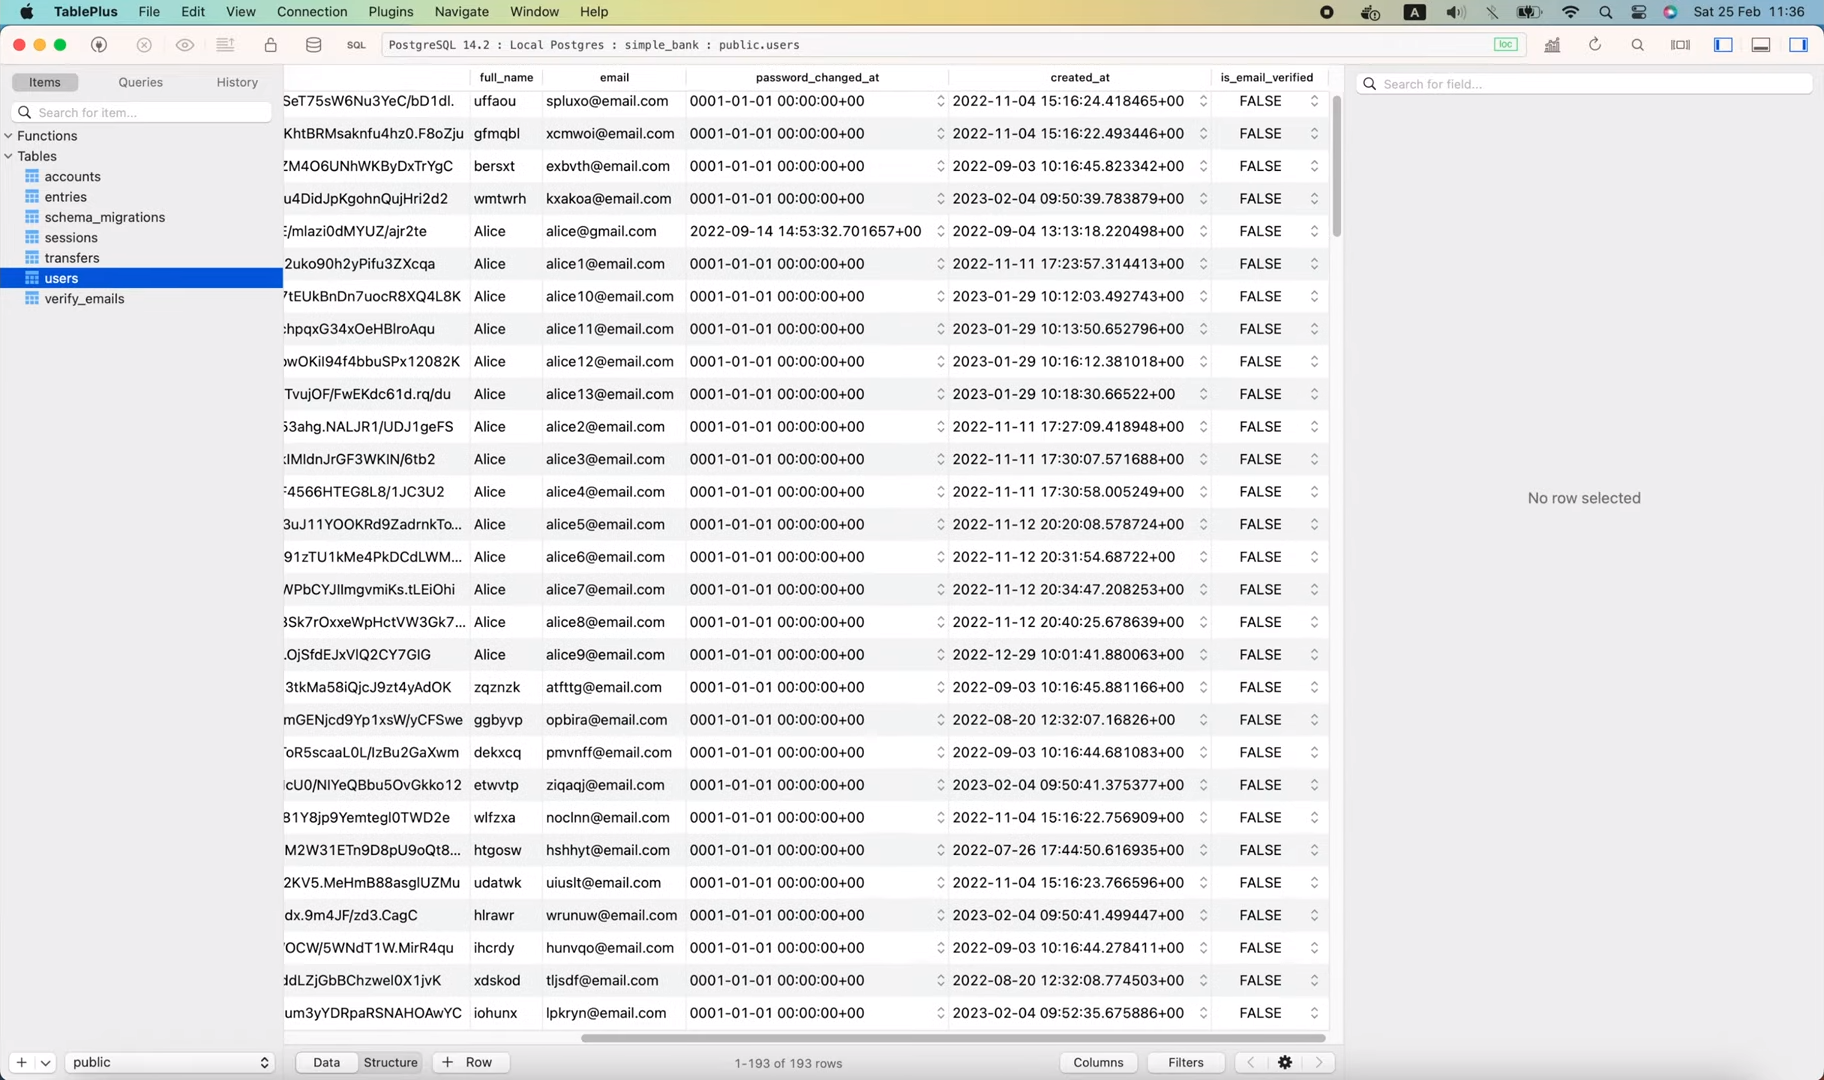 TablePlus File Edit View Connection Plugins Navigate Window Help A Sat 25 Feb 11:36
SQL PostgreSQL 14.2 : Local Postgres : simple_bank : public.users loc
Items Queries History
Search for item...
Functions
Tables
accounts
entries
schema_migrations
sessions
transfers
users
verify_emails
full_name email password_changed_at created_at is_email_verified
SeT75sW6Nu3YeC/bD1dl. uffaou spluxo@email.com 0001-01-01 00:00:00+00 2022-11-04 15:16:24.418465+00 FALSE
KhtBRMsaknfu4hz0.F8oZju gfmqbl xcmwoi@email.com 0001-01-01 00:00:00+00 2022-11-04 15:16:22.493446+00 FALSE
ZM4O6UNhWKByDxTrYgC bersxt exbvth@email.com 0001-01-01 00:00:00+00 2022-09-03 10:16:45.823342+00 FALSE
u4DidJpKgohnQujHri2d2 wmtwrh kxakoa@email.com 0001-01-01 00:00:00+00 2023-02-04 09:50:39.783879+00 FALSE
E/mlazi0dMYUZ/ajr2te Alice alice@gmail.com 2022-09-14 14:53:32.701657+00 2022-09-04 13:13:18.220498+00 FALSE
2uko90h2yPifu3ZXcqa Alice alice1@email.com 0001-01-01 00:00:00+00 2022-11-11 17:23:57.314413+00 FALSE
7tEUkBnDn7uocR8XQ4L8K Alice alice10@email.com 0001-01-01 00:00:00+00 2023-01-29 10:12:03.492743+00 FALSE
chpqxG34xOeHBlroAqu Alice alice11@email.com 0001-01-01 00:00:00+00 2023-01-29 10:13:50.652796+00 FALSE
owOKil94f4bbuSPx12082K Alice alice12@email.com 0001-01-01 00:00:00+00 2023-01-29 10:16:12.381018+00 FALSE
TvujOF/FwEKdc61d.rq/du Alice alice13@email.com 0001-01-01 00:00:00+00 2023-01-29 10:18:30.66522+00 FALSE
53ahg.NALJR1/UDJ1geFS Alice alice2@email.com 0001-01-01 00:00:00+00 2022-11-11 17:27:09.418948+00 FALSE
kIMldnJrGF3WKIN/6tb2 Alice alice3@email.com 0001-01-01 00:00:00+00 2022-11-11 17:30:07.571688+00 FALSE
F4566HTEG8L8/1JC3U2 Alice alice4@email.com 0001-01-01 00:00:00+00 2022-11-11 17:30:58.005249+00 FALSE
3uJ11YOOKRd9ZadrnkTo... Alice alice5@email.com 0001-01-01 00:00:00+00 2022-11-12 20:20:08.578724+00 FALSE
91zTU1kMe4PkDCdLWM... Alice alice6@email.com 0001-01-01 00:00:00+00 2022-11-12 20:31:54.68722+00 FALSE
WPbCYJIlmgvmiKs.tLEiOhi Alice alice7@email.com 0001-01-01 00:00:00+00 2022-11-12 20:34:47.208253+00 FALSE
3Sk7rOxxeWpHctVW3Gk7... Alice alice8@email.com 0001-01-01 00:00:00+00 2022-11-12 20:40:25.678639+00 FALSE
.OjSfdEJxVlQ2CY7GlG Alice alice9@email.com 0001-01-01 00:00:00+00 2022-12-29 10:01:41.880063+00 FALSE
3tkMa58iQjcJ9zt4yAdOK zqznzk atfttg@email.com 0001-01-01 00:00:00+00 2022-09-03 10:16:45.881166+00 FALSE
mGENjcd9Yp1xsW/yCFSwe ggbyvp opbira@email.com 0001-01-01 00:00:00+00 2022-08-20 12:32:07.16826+00 FALSE
ToR5scaaL0L/IzBu2GaXwm dekxcq pmvnff@email.com 0001-01-01 00:00:00+00 2022-09-03 10:16:44.681083+00 FALSE
icU0/NlYeQBbu5OvGkko12 etwvtp ziqaqj@email.com 0001-01-01 00:00:00+00 2023-02-04 09:50:41.375377+00 FALSE
81Y8jp9Yemtegl0TWD2e wlfzxa noclnn@email.com 0001-01-01 00:00:00+00 2022-11-04 15:16:22.756909+00 FALSE
M2W31ETn9D8pU9oQt8... htgosw hshhyt@email.com 0001-01-01 00:00:00+00 2022-07-26 17:44:50.616935+00 FALSE
2KV5.MeHmB88asglUZMu udatwk uiuslt@email.com 0001-01-01 00:00:00+00 2022-11-04 15:16:23.766596+00 FALSE
dx.9m4JF/zd3.CagC hlrawr wrunuw@email.com 0001-01-01 00:00:00+00 2023-02-04 09:50:41.499447+00 FALSE
/OCW/5WNdT1W.MirR4qu ihcrdy hunvqo@email.com 0001-01-01 00:00:00+00 2022-09-03 10:16:44.278411+00 FALSE
ddLZjGbBChzwel0X1jvK xdskod tljsdf@email.com 0001-01-01 00:00:00+00 2022-08-20 12:32:08.774503+00 FALSE
um3yYDRpaRSNAHOAwYC iohunx lpkryn@email.com 0001-01-01 00:00:00+00 2023-02-04 09:52:35.675886+00 FALSE
Search for field...
No row selected
+ public Data Structure + Row 1-193 of 193 rows Columns Filters